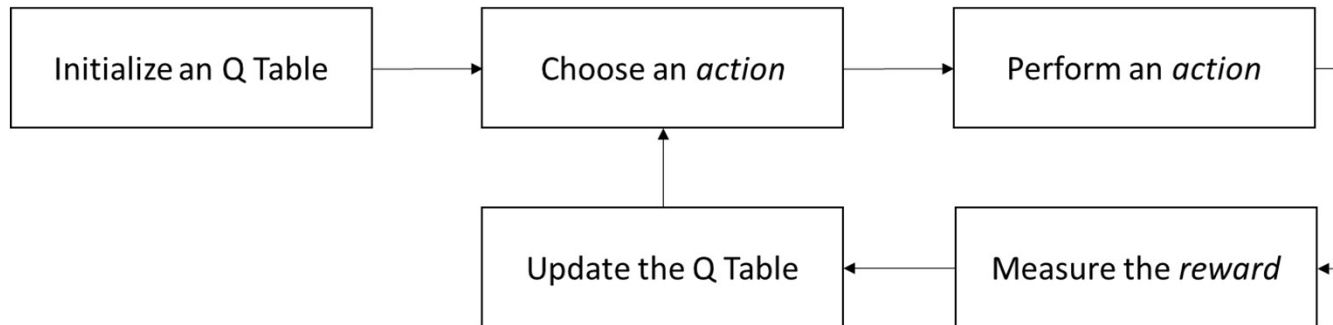 Initialize an Q Table
Choose an action
Perform an action
Update the Q Table
Measure the reward